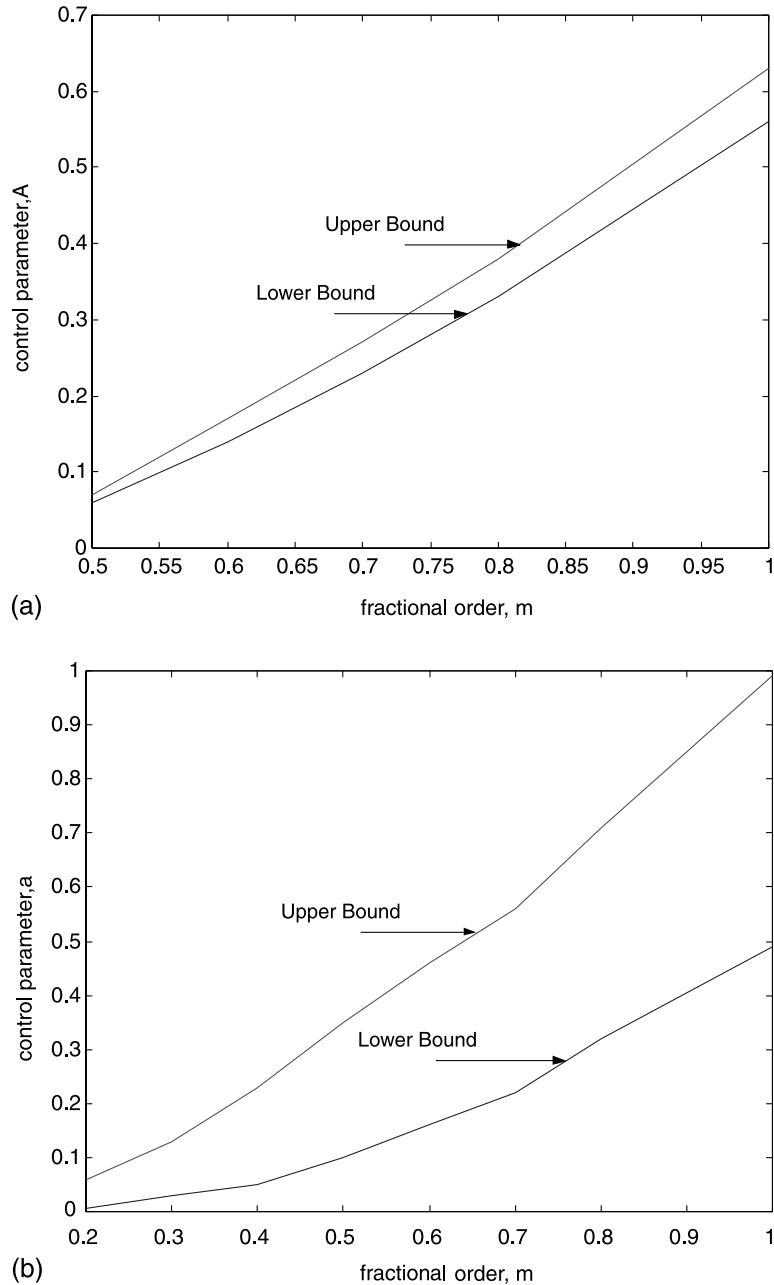 0.7
0.6
0.5
0.4
0.3
0.2
0.1
0
control parameter,A
Upper Bound
Lower Bound
0.5 0.55 0.6 0.65 0.7 0.75 0.8 0.85 0.9 0.95 1
fractional order, m
(a)
1
0.9
0.8
0.7
0.6
0.5
0.4
0.3
0.2
0.1
0
control parameter,a
Upper Bound
Lower Bound
0.2 0.3 0.4 0.5 0.6 0.7 0.8 0.9 1
fractional order, m
(b)